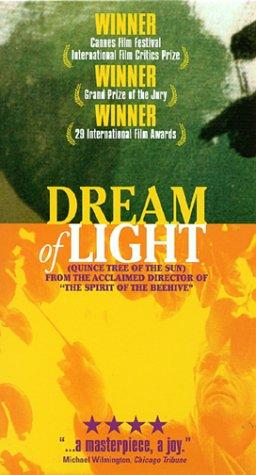 WINNER
Cannes Film Festival
International Film Critics Prize
WINNER
Grand Prize of the Jury
WINNER
29 International Film Awards
DREAM
of LIGHT
(QUINCE TREE OF THE SUN)
FROM THE ACCLAIMED DIRECTOR OF
"THE SPIRIT OF THE BEEHIVE"
"...a masterpiece, a joy."
Michael Wilmington, Chicago Tribune